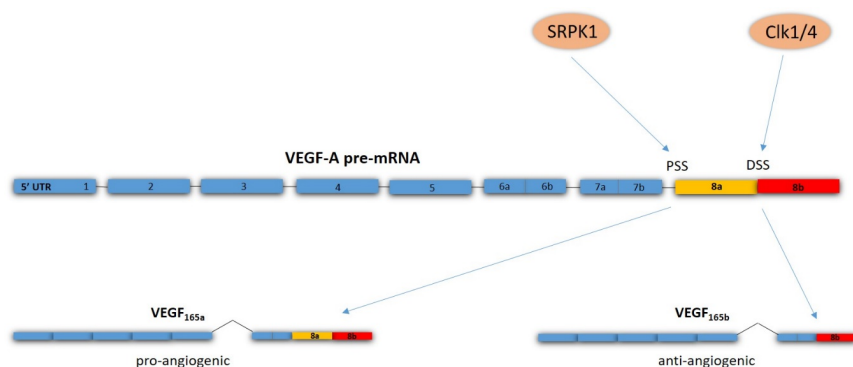 SRPK1
Clk1/4
VEGF-A pre-mRNA
PSS
DSS
5' UTR 1 2 3 4 5 6a 6b 7a 7b 8a 8b
VEGF165a
VEGF165b
8a 8b
8b
pro-angiogenic
anti-angiogenic